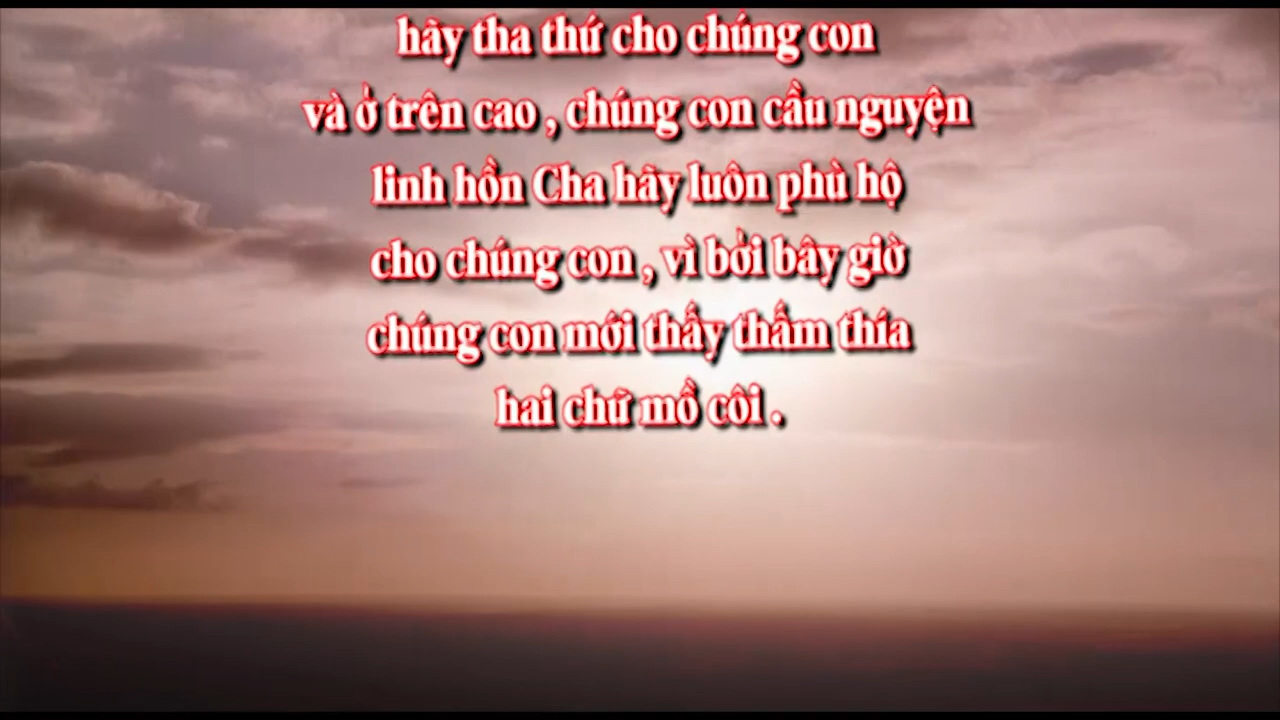 hãy tha thứ cho chúng con
và ở trên cao , chúng con cầu nguyện
linh hồn Cha hãy luôn phù hộ
cho chúng con , vì bởi bây giờ
chúng con mới thấy thấm thía
hai chữ mồ côi .